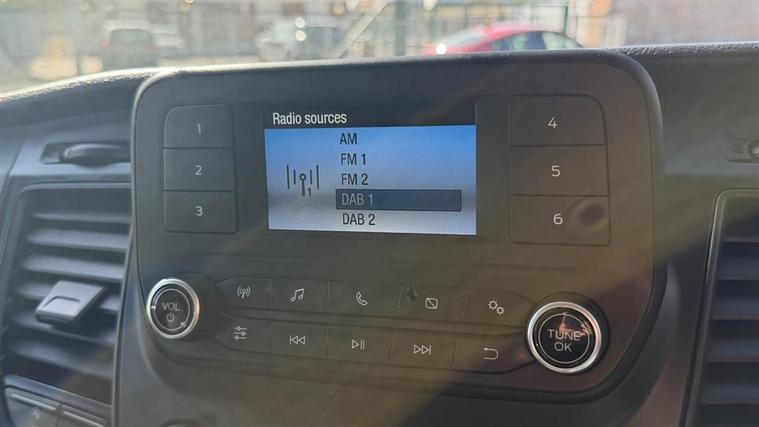 Radio sources
AM
FM 1
FM 2
DAB 1
DAB 2
1
2
3
4
5
6
VOL
TUNE
OK